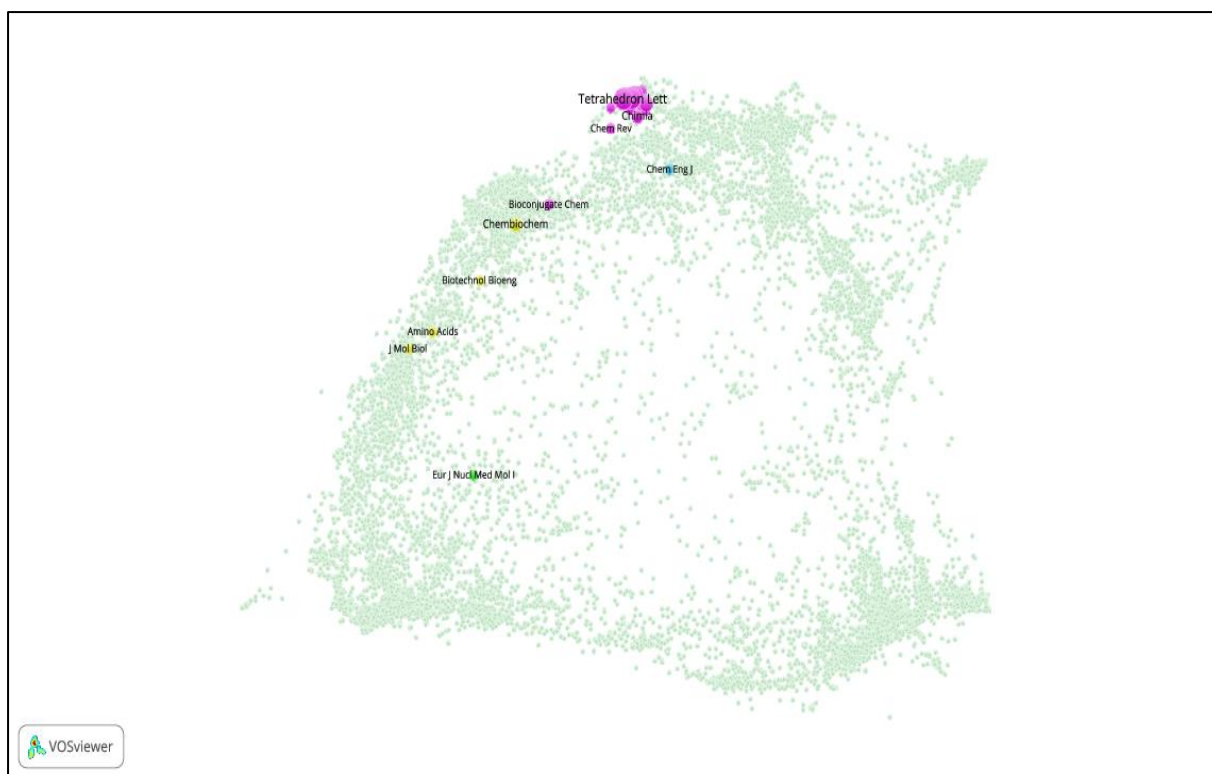 Tetrahedron Lett
Chimia
Chem Rev
Chem Eng J
Bioconjugate Chem
Chembiochem
Biotechnol Bioeng
Amino Acids
J Mol Biol
Eur J Nucl Med Mol I
VOSviewer